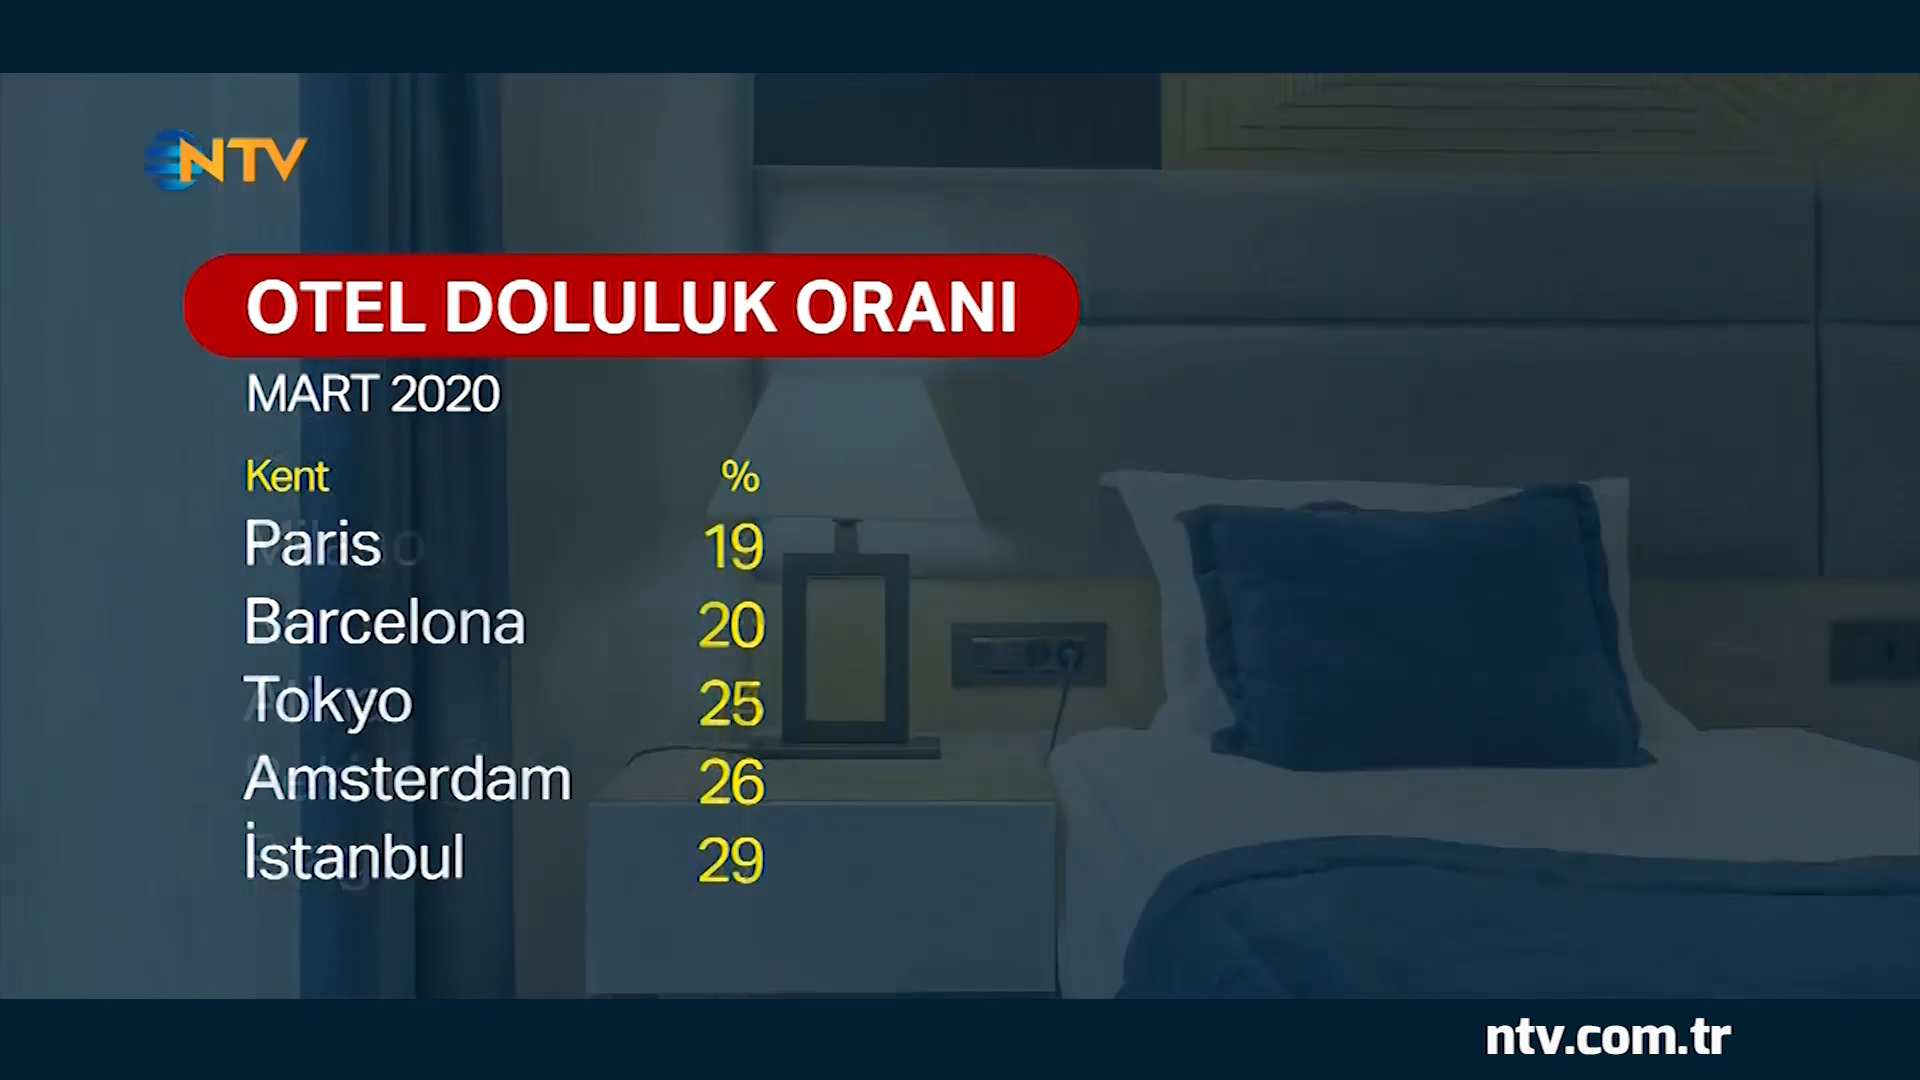 NTV
OTEL DOLULUK ORANI
MART 2020
Kent %
Paris 19
Barcelona 20
Tokyo 25
Amsterdam 26
İstanbul 29
ntv.com.tr